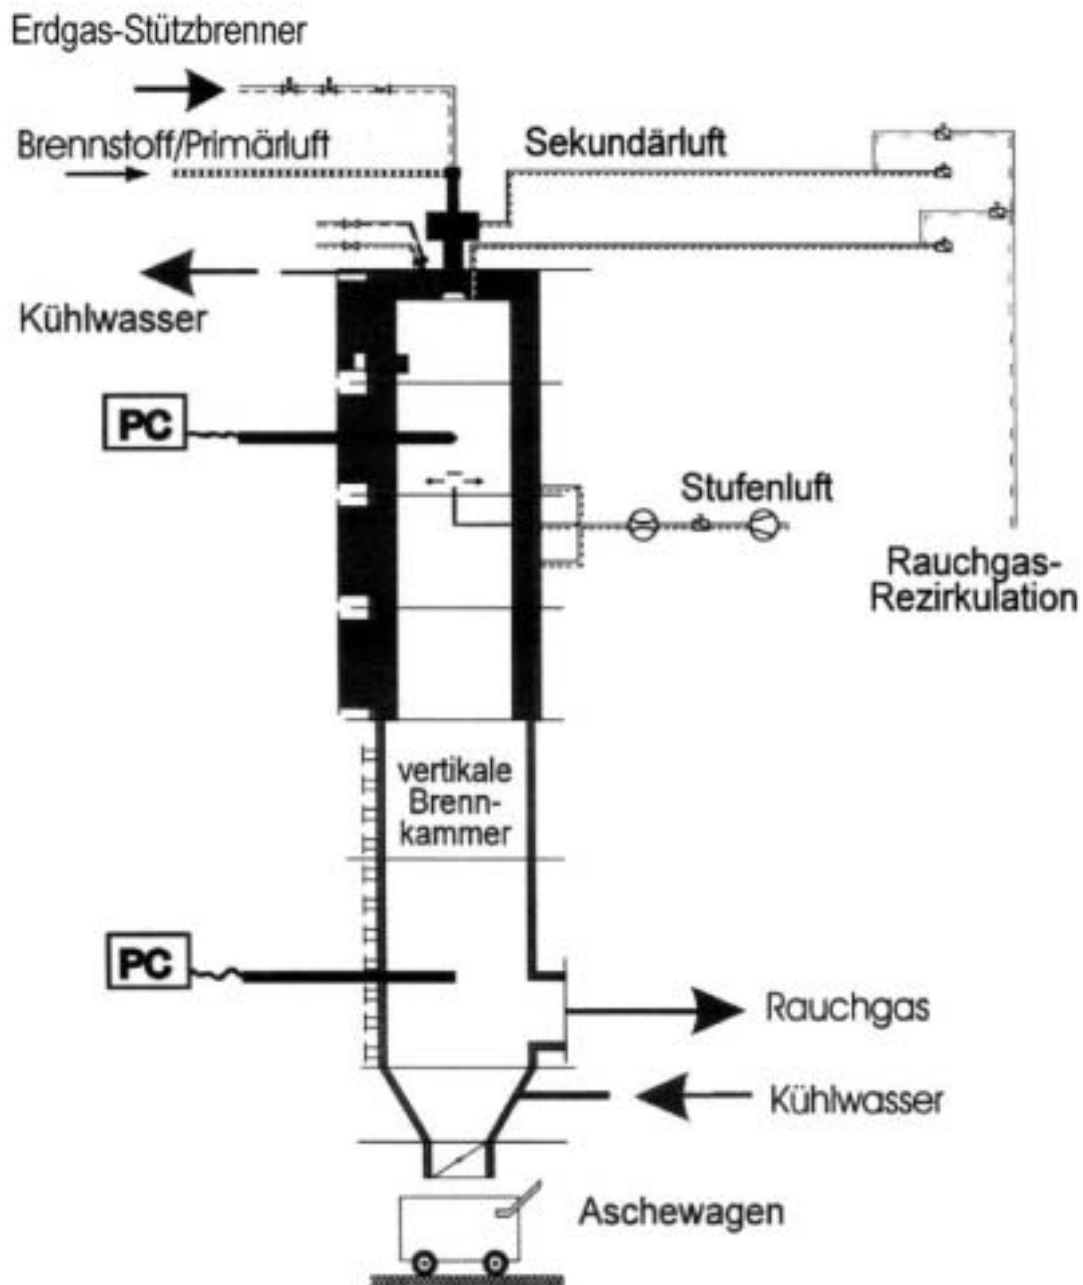 Erdgas-Stützbrenner
Brennstoff/Primärluft
Sekundärluft
Kühlwasser
PC
Stufenluft
Rauchgas-
Rezirkulation
vertikale
Brenn-
kammer
PC
Rauchgas
Kühlwasser
Aschewagen